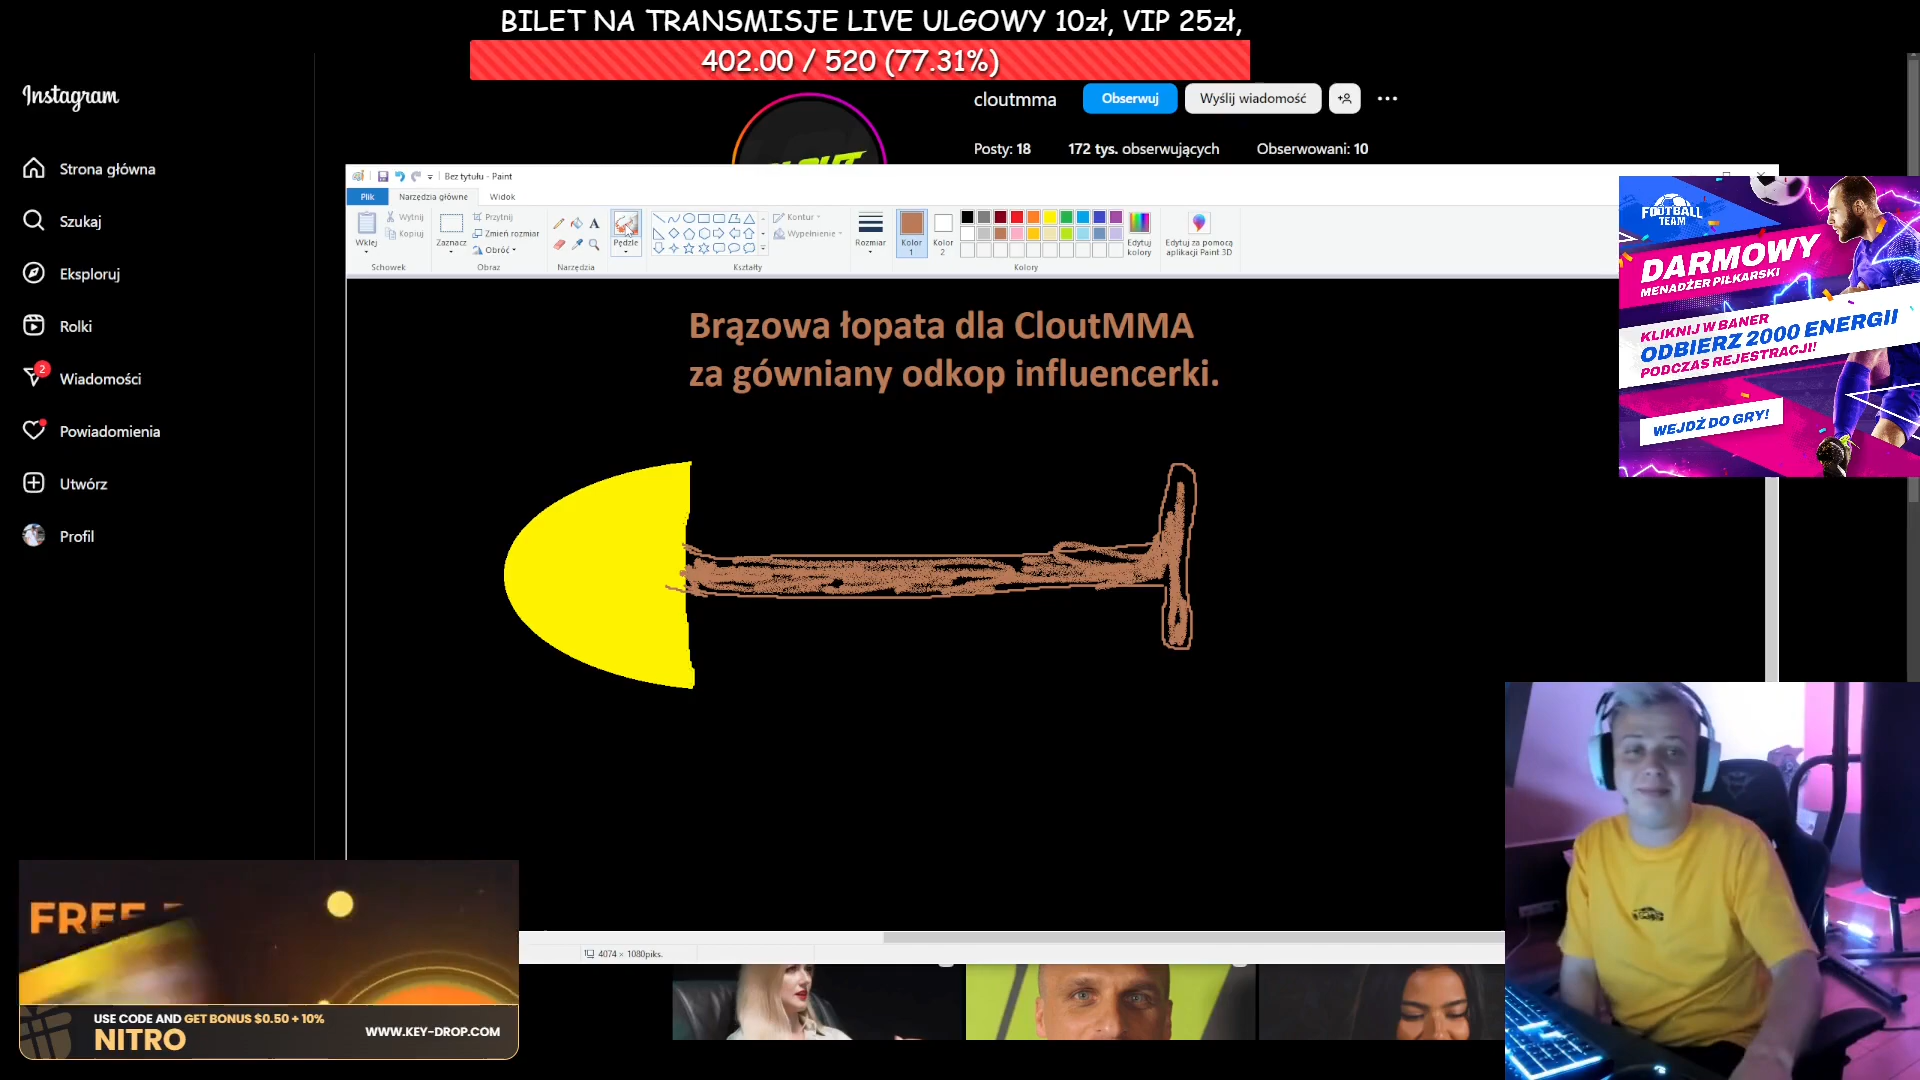 BILET NA TRANSMISJE LIVE ULGOWY 10zł, VIP 25zł,
402.00 / 520 (77.31%)
Instagram
cloutmma
Obserwuj
Wyślij wiadomość
Posty: 18
172 tys. obserwujących
Obserwowani: 10
Strona główna
Szukaj
Eksploruj
Rolki
2
Wiadomości
Powiadomienia
Utwórz
Profil
Bez tytułu - Paint
Plik
Narzędzia główne
Widok
Wklej
Wytnij
Kopiuj
Schowek
Zaznacz
Przytnij
Zmień rozmiar
Obróć
Obraz
A
Narzędzia
Pędzle
Kontur
Wypełnienie
Kształty
Rozmiar
Kolor 1
Kolor 2
Kolory
Edytuj kolory
Edytuj za pomocą aplikacji Paint 3D
Brązowa łopata dla CloutMMA
za gówniany odkop influencerki.
FOOTBALL
TEAM
DARMOWY
MENADŻER PIŁKARSKI
KLIKNIJ W BANER
ODBIERZ 2000 ENERGII
PODCZAS REJESTRACJI!
WEJDŹ DO GRY!
4074 × 1080piks.
FREE
USE CODE AND GET BONUS $0.50 + 10%
NITRO
WWW.KEY-DROP.COM